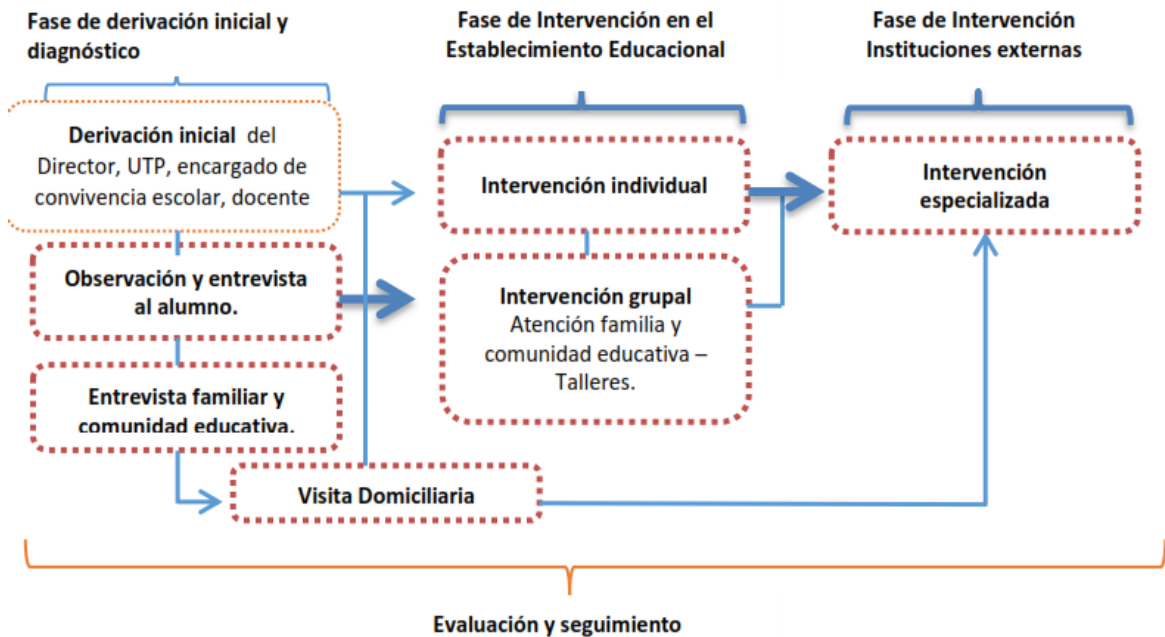 Fase de derivación inicial y
diagnóstico
Fase de Intervención en el
Establecimiento Educacional
Fase de Intervención
Instituciones externas
Derivación inicial del
Director, UTP, encargado de
convivencia escolar, docente
Observación y entrevista
al alumno.
Entrevista familiar y
comunidad educativa.
Visita Domiciliaria
Intervención individual
Intervención grupal
Atención familia y
comunidad educativa –
Talleres.
Intervención
especializada
Evaluación y seguimiento